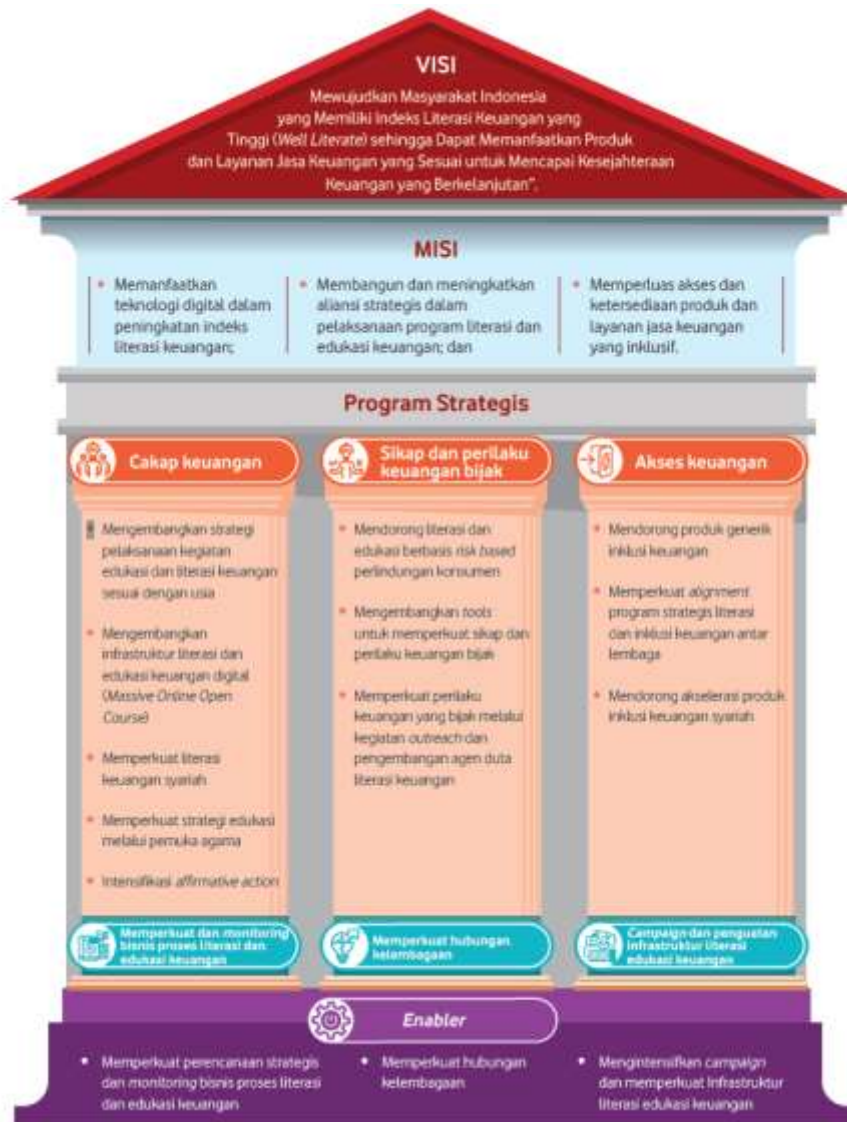 VISI
Mewujudkan Masyarakat Indonesia
yang Memiliki Indeks Literasi Keuangan yang
Tinggi (Well Literate) sehingga Dapat Memanfaatkan Produk
dan Layanan Jasa Keuangan yang Sesuai untuk Mencapai Kesejahteraan
Keuangan yang Berkelanjutan".
MISI
• Memanfaatkan
teknologi digital dalam
peningkatan indeks
literasi keuangan;
• Membangun dan meningkatkan
aliansi strategis dalam
pelaksanaan program literasi dan
edukasi keuangan; dan
• Memperluas akses dan
ketersediaan produk dan
layanan jasa keuangan
yang inklusif.
Program Strategis
Cakap keuangan
• Mengembangkan strategi
pelaksanaan kegiatan
edukasi dan literasi keuangan
sesuai dengan usia
• Mengembangkan
infrastruktur literasi dan
edukasi keuangan digital
(Massive Online Open
Course)
• Memperkuat literasi
keuangan syariah
• Memperkuat strategi edukasi
melalui pemuka agama
• Intensifikasi affirmative action
Memperkuat dan monitoring
bisnis proses literasi dan
edukasi keuangan
Sikap dan perilaku
keuangan bijak
• Mendorong literasi dan
edukasi berbasis risk based
perlindungan konsumen
• Mengembangkan tools
untuk memperkuat sikap dan
perilaku keuangan bijak
• Memperkuat perilaku
keuangan yang bijak melalui
kegiatan outreach dan
pengembangan agen duta
literasi keuangan
Memperkuat hubungan
kelembagaan
Akses keuangan
• Mendorong produk generik
inklusi keuangan
• Memperkuat alignment
program strategis literasi
dan inklusi keuangan antar
lembaga
• Mendorong akselerasi produk
inklusi keuangan syariah
Campaign dan penguatan
infrastruktur literasi
edukasi keuangan
Enabler
• Memperkuat perencanaan strategis
dan monitoring bisnis proses literasi
dan edukasi keuangan
• Memperkuat hubungan
kelembagaan
• Mengintensifkan campaign
dan memperkuat Infrastruktur
literasi edukasi keuangan